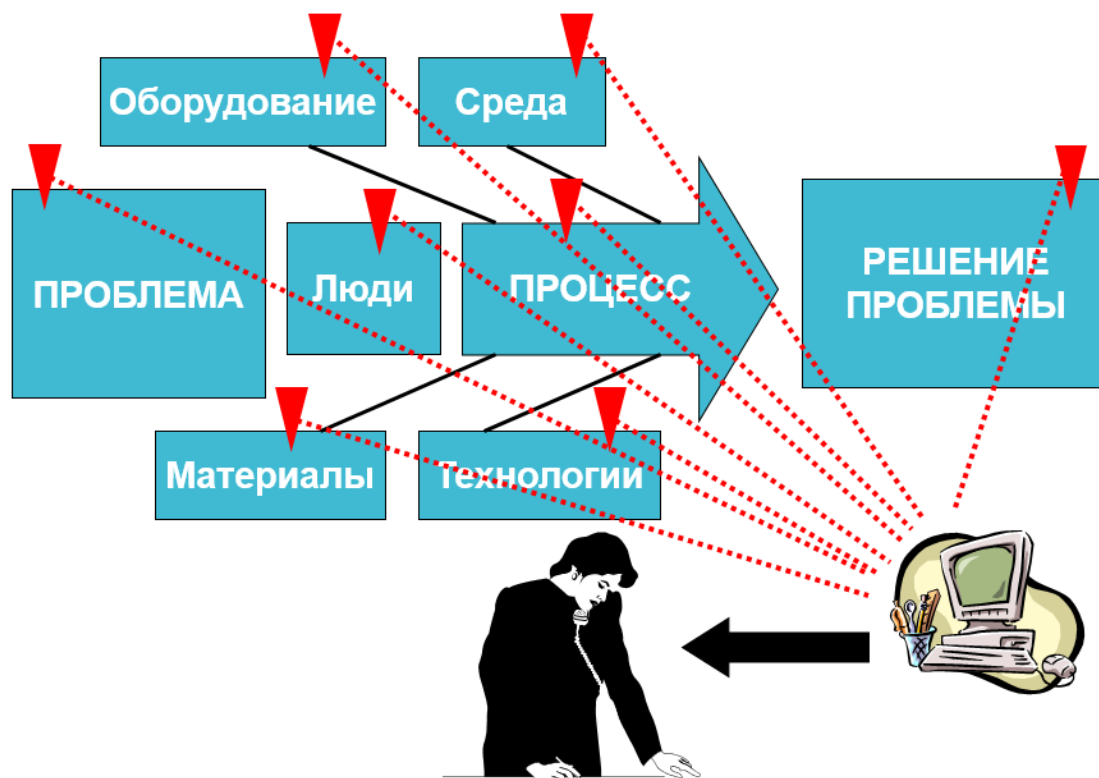 Оборудование
Среда
ПРОБЛЕМА
Люди
ПРОЦЕСС
РЕШЕНИЕ
ПРОБЛЕМЫ
Материалы
Технологии